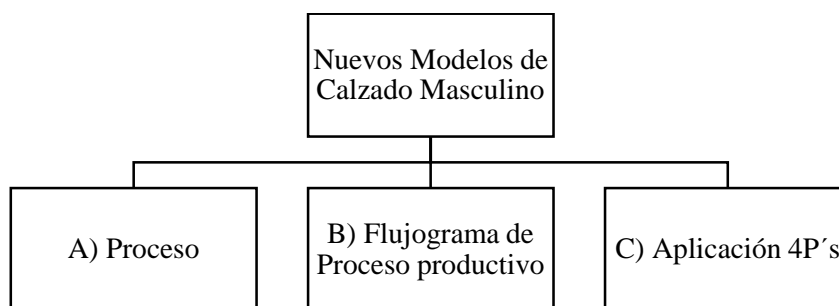 Nuevos Modelos de
Calzado Masculino
A) Proceso
B) Flujograma de
Proceso productivo
C) Aplicación 4P´s